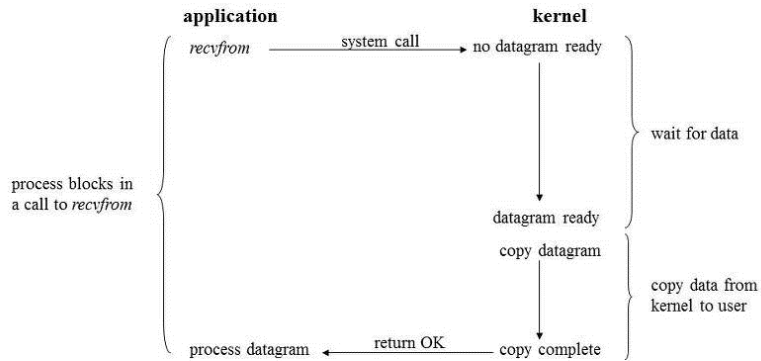 application
kernel
recvfrom
system call
no datagram ready
wait for data
process blocks in
a call to recvfrom
datagram ready
copy datagram
copy data from
kernel to user
process datagram
return OK
copy complete